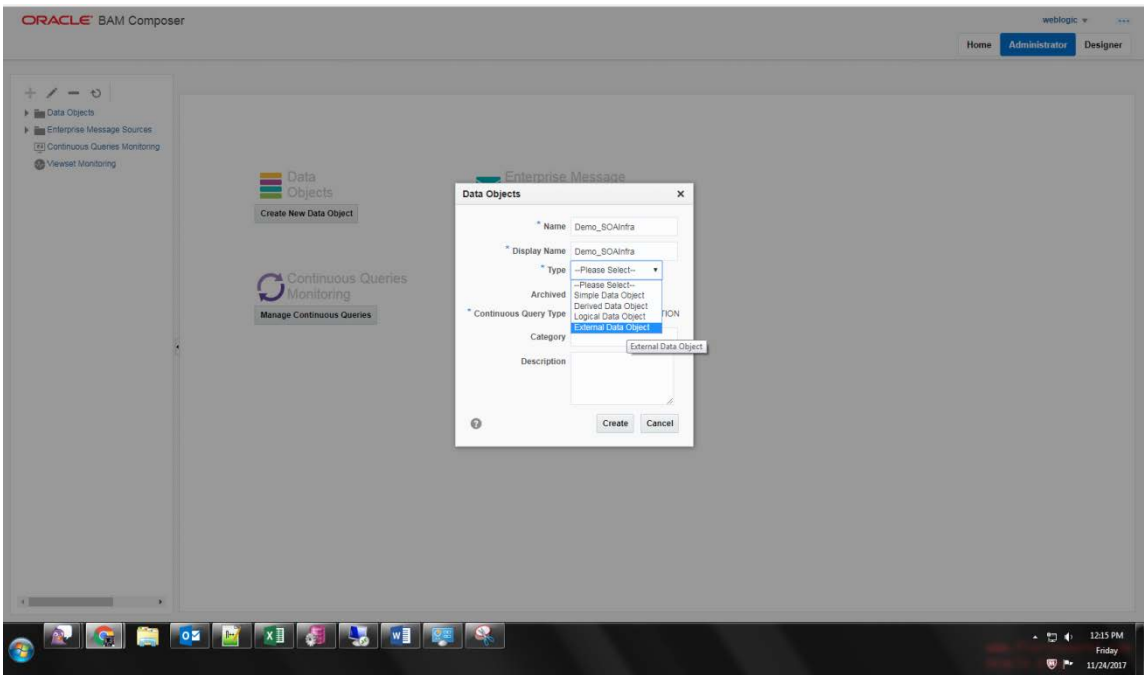 ORACLE® BAM Composer
weblogic
Home
Administrator
Designer
Data Objects
Enterprise Message Sources
Continuous Queries Monitoring
Viewset Monitoring
Data
Objects
Create New Data Object
Enterprise Message
Continuous Queries
Monitoring
Manage Continuous Queries
Data Objects
* Name Demo_SOAInfra
* Display Name Demo_SOAInfra
* Type --Please Select--
--Please Select--
Simple Data Object
Derived Data Object
Logical Data Object
External Data Object
Archived
* Continuous Query Type
Category
External Data Object
Description
Create
Cancel
12:15 PM
Friday
11/24/2017